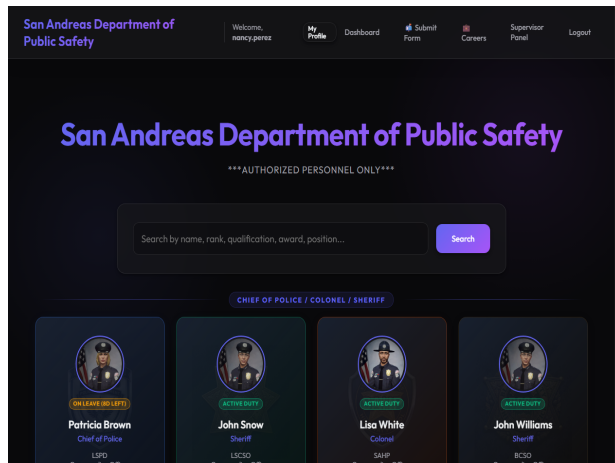 San Andreas Department of
Public Safety
Welcome,
nancy.perez
My
Profile
Dashboard
📬 Submit
Form
💼
Careers
Supervisor
Panel
Logout
San Andreas Department of Public Safety
***AUTHORIZED PERSONNEL ONLY***
Search by name, rank, qualification, award, position...
Search
CHIEF OF POLICE / COLONEL / SHERIFF
ON LEAVE (8D LEFT)
ACTIVE DUTY
ACTIVE DUTY
ACTIVE DUTY
Patricia Brown
John Snow
Lisa White
John Williams
Chief of Police
Sheriff
Colonel
Sheriff
LSPD
LSCSO
SAHP
BCSO